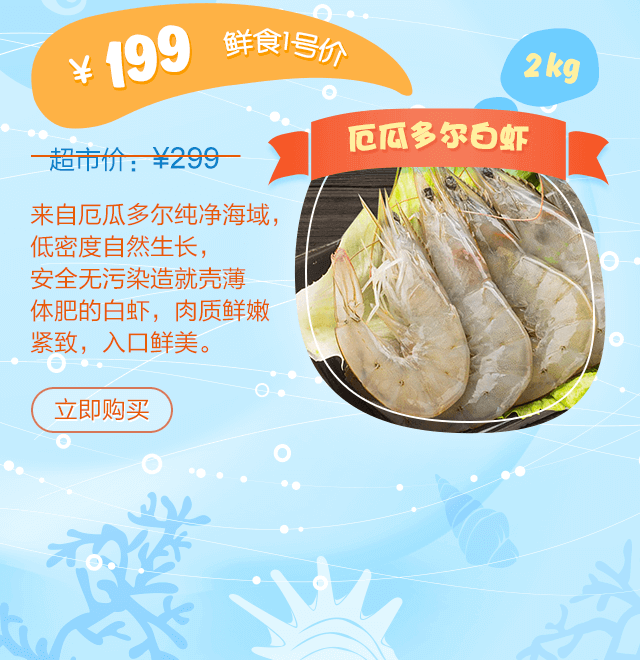 ¥ 199 鲜食1号价
2kg
厄瓜多尔白虾
超市价：¥299
来自厄瓜多尔纯净海域，
低密度自然生长，
安全无污染造就壳薄
体肥的白虾，肉质鲜嫩
紧致，入口鲜美。
立即购买